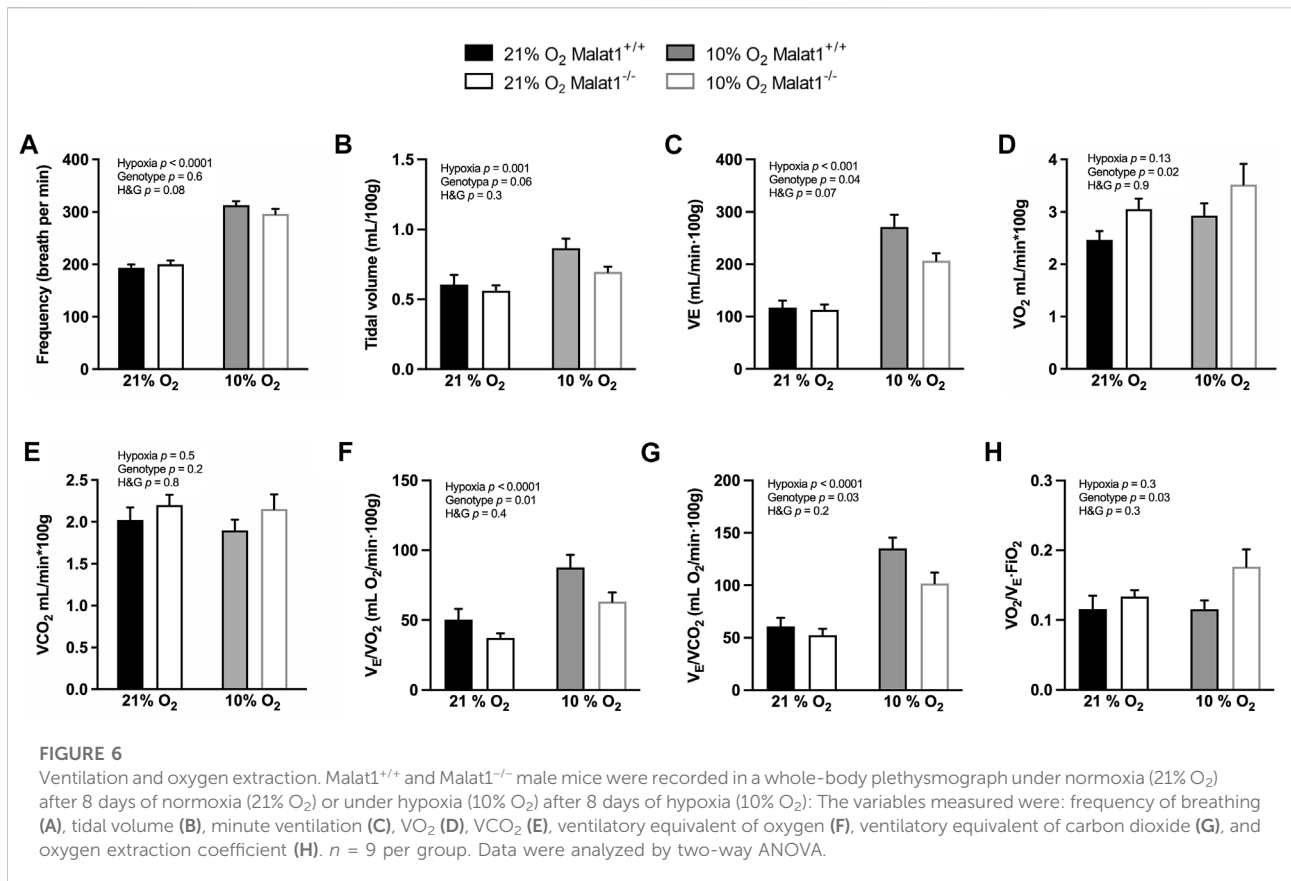 21% O₂ Malat1⁺/⁺ 10% O₂ Malat1⁺/⁺
21% O₂ Malat1⁻/⁻ 10% O₂ Malat1⁻/⁻
A
Hypoxia p < 0.0001
Genotype p = 0.6
H&G p = 0.08
Frequency (breath per min)
400
300
200
100
0
21% O₂ 10% O₂
B
Hypoxia p = 0.001
Genotypa p = 0.06
H&G p = 0.3
Tidal volume (mL/100g)
1.5
1.0
0.5
0.0
21 % O₂ 10 % O₂
C
Hypoxia p < 0.001
Genotype p = 0.04
H&G p = 0.07
VE (mL/min·100g)
400
300
200
100
0
21% O₂ 10% O₂
D
Hypoxia p = 0.13
Genotype p = 0.02
H&G p = 0.9
VO₂ mL/min*100g
4
3
2
1
0
21% O₂ 10% O₂
E
Hypoxia p = 0.5
Genotype p = 0.2
H&G p = 0.8
VCO₂ mL/min*100g
2.5
2.0
1.5
1.0
0.5
0.0
21% O₂ 10% O₂
F
Hypoxia p < 0.0001
Genotype p = 0.01
H&G p = 0.4
V_E/VO₂ (mL O₂/min·100g)
150
100
50
0
21 % O₂ 10 % O₂
G
Hypoxia p < 0.0001
Genotype p = 0.03
H&G p = 0.2
V_E/VCO₂ (mL O₂/min·100g)
200
150
100
50
0
21 % O₂ 10 % O₂
H
Hypoxia p = 0.3
Genotype p = 0.03
H&G p = 0.3
VO₂/V_E·FiO₂
0.3
0.2
0.1
0.0
21% O₂ 10% O₂
FIGURE 6
Ventilation and oxygen extraction. Malat1⁺/⁺ and Malat1⁻/⁻ male mice were recorded in a whole-body plethysmograph under normoxia (21% O₂)
after 8 days of normoxia (21% O₂) or under hypoxia (10% O₂) after 8 days of hypoxia (10% O₂): The variables measured were: frequency of breathing
(A), tidal volume (B), minute ventilation (C), VO₂ (D), VCO₂ (E), ventilatory equivalent of oxygen (F), ventilatory equivalent of carbon dioxide (G), and
oxygen extraction coefficient (H). n = 9 per group. Data were analyzed by two-way ANOVA.